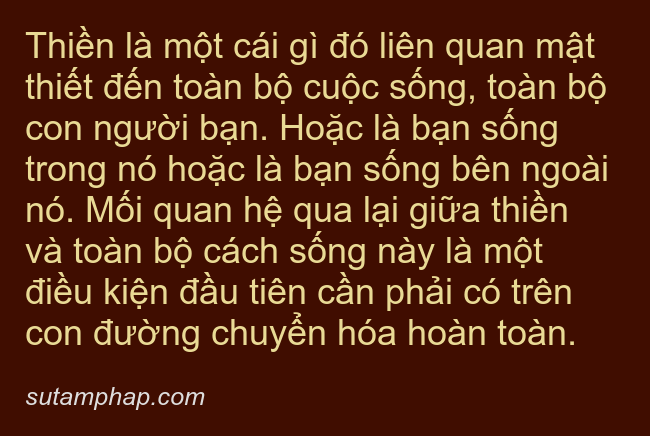 Thiền là một cái gì đó liên quan mật
thiết đến toàn bộ cuộc sống, toàn bộ
con người bạn. Hoặc là bạn sống
trong nó hoặc là bạn sống bên ngoài
nó. Mối quan hệ qua lại giữa thiền
và toàn bộ cách sống này là một
điều kiện đầu tiên cần phải có trên
con đường chuyển hóa hoàn toàn.
sutamphap.com